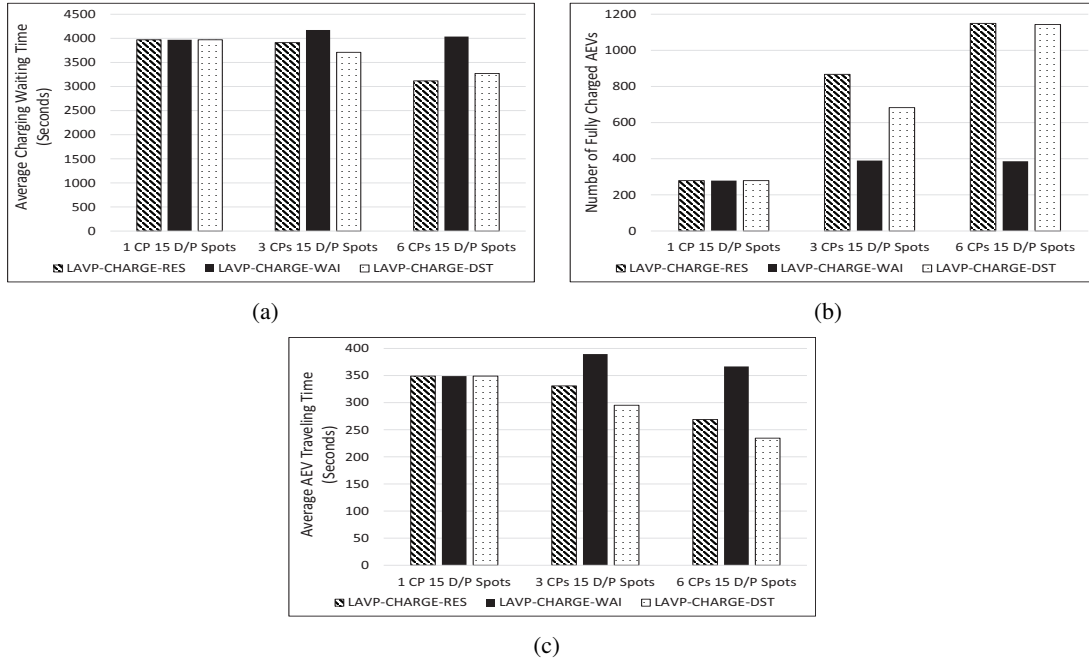 Average Charging Waiting Time
(Seconds)
4500
4000
3500
3000
2500
2000
1500
1000
500
0
1 CP 15 D/P Spots 3 CPs 15 D/P Spots 6 CPs 15 D/P Spots
LAVP-CHARGE-RES LAVP-CHARGE-WAI LAVP-CHARGE-DST
(a)
Number of Fully Charged AEVs
1200
1000
800
600
400
200
0
1 CP 15 D/P Spots 3 CPs 15 D/P Spots 6 CPs 15 D/P Spots
LAVP-CHARGE-RES LAVP-CHARGE-WAI LAVP-CHARGE-DST
(b)
Average AEV Traveling Time
(Seconds)
400
350
300
250
200
150
100
50
0
1 CP 15 D/P Spots 3 CPs 15 D/P Spots 6 CPs 15 D/P Spots
LAVP-CHARGE-RES LAVP-CHARGE-WAI LAVP-CHARGE-DST
(c)